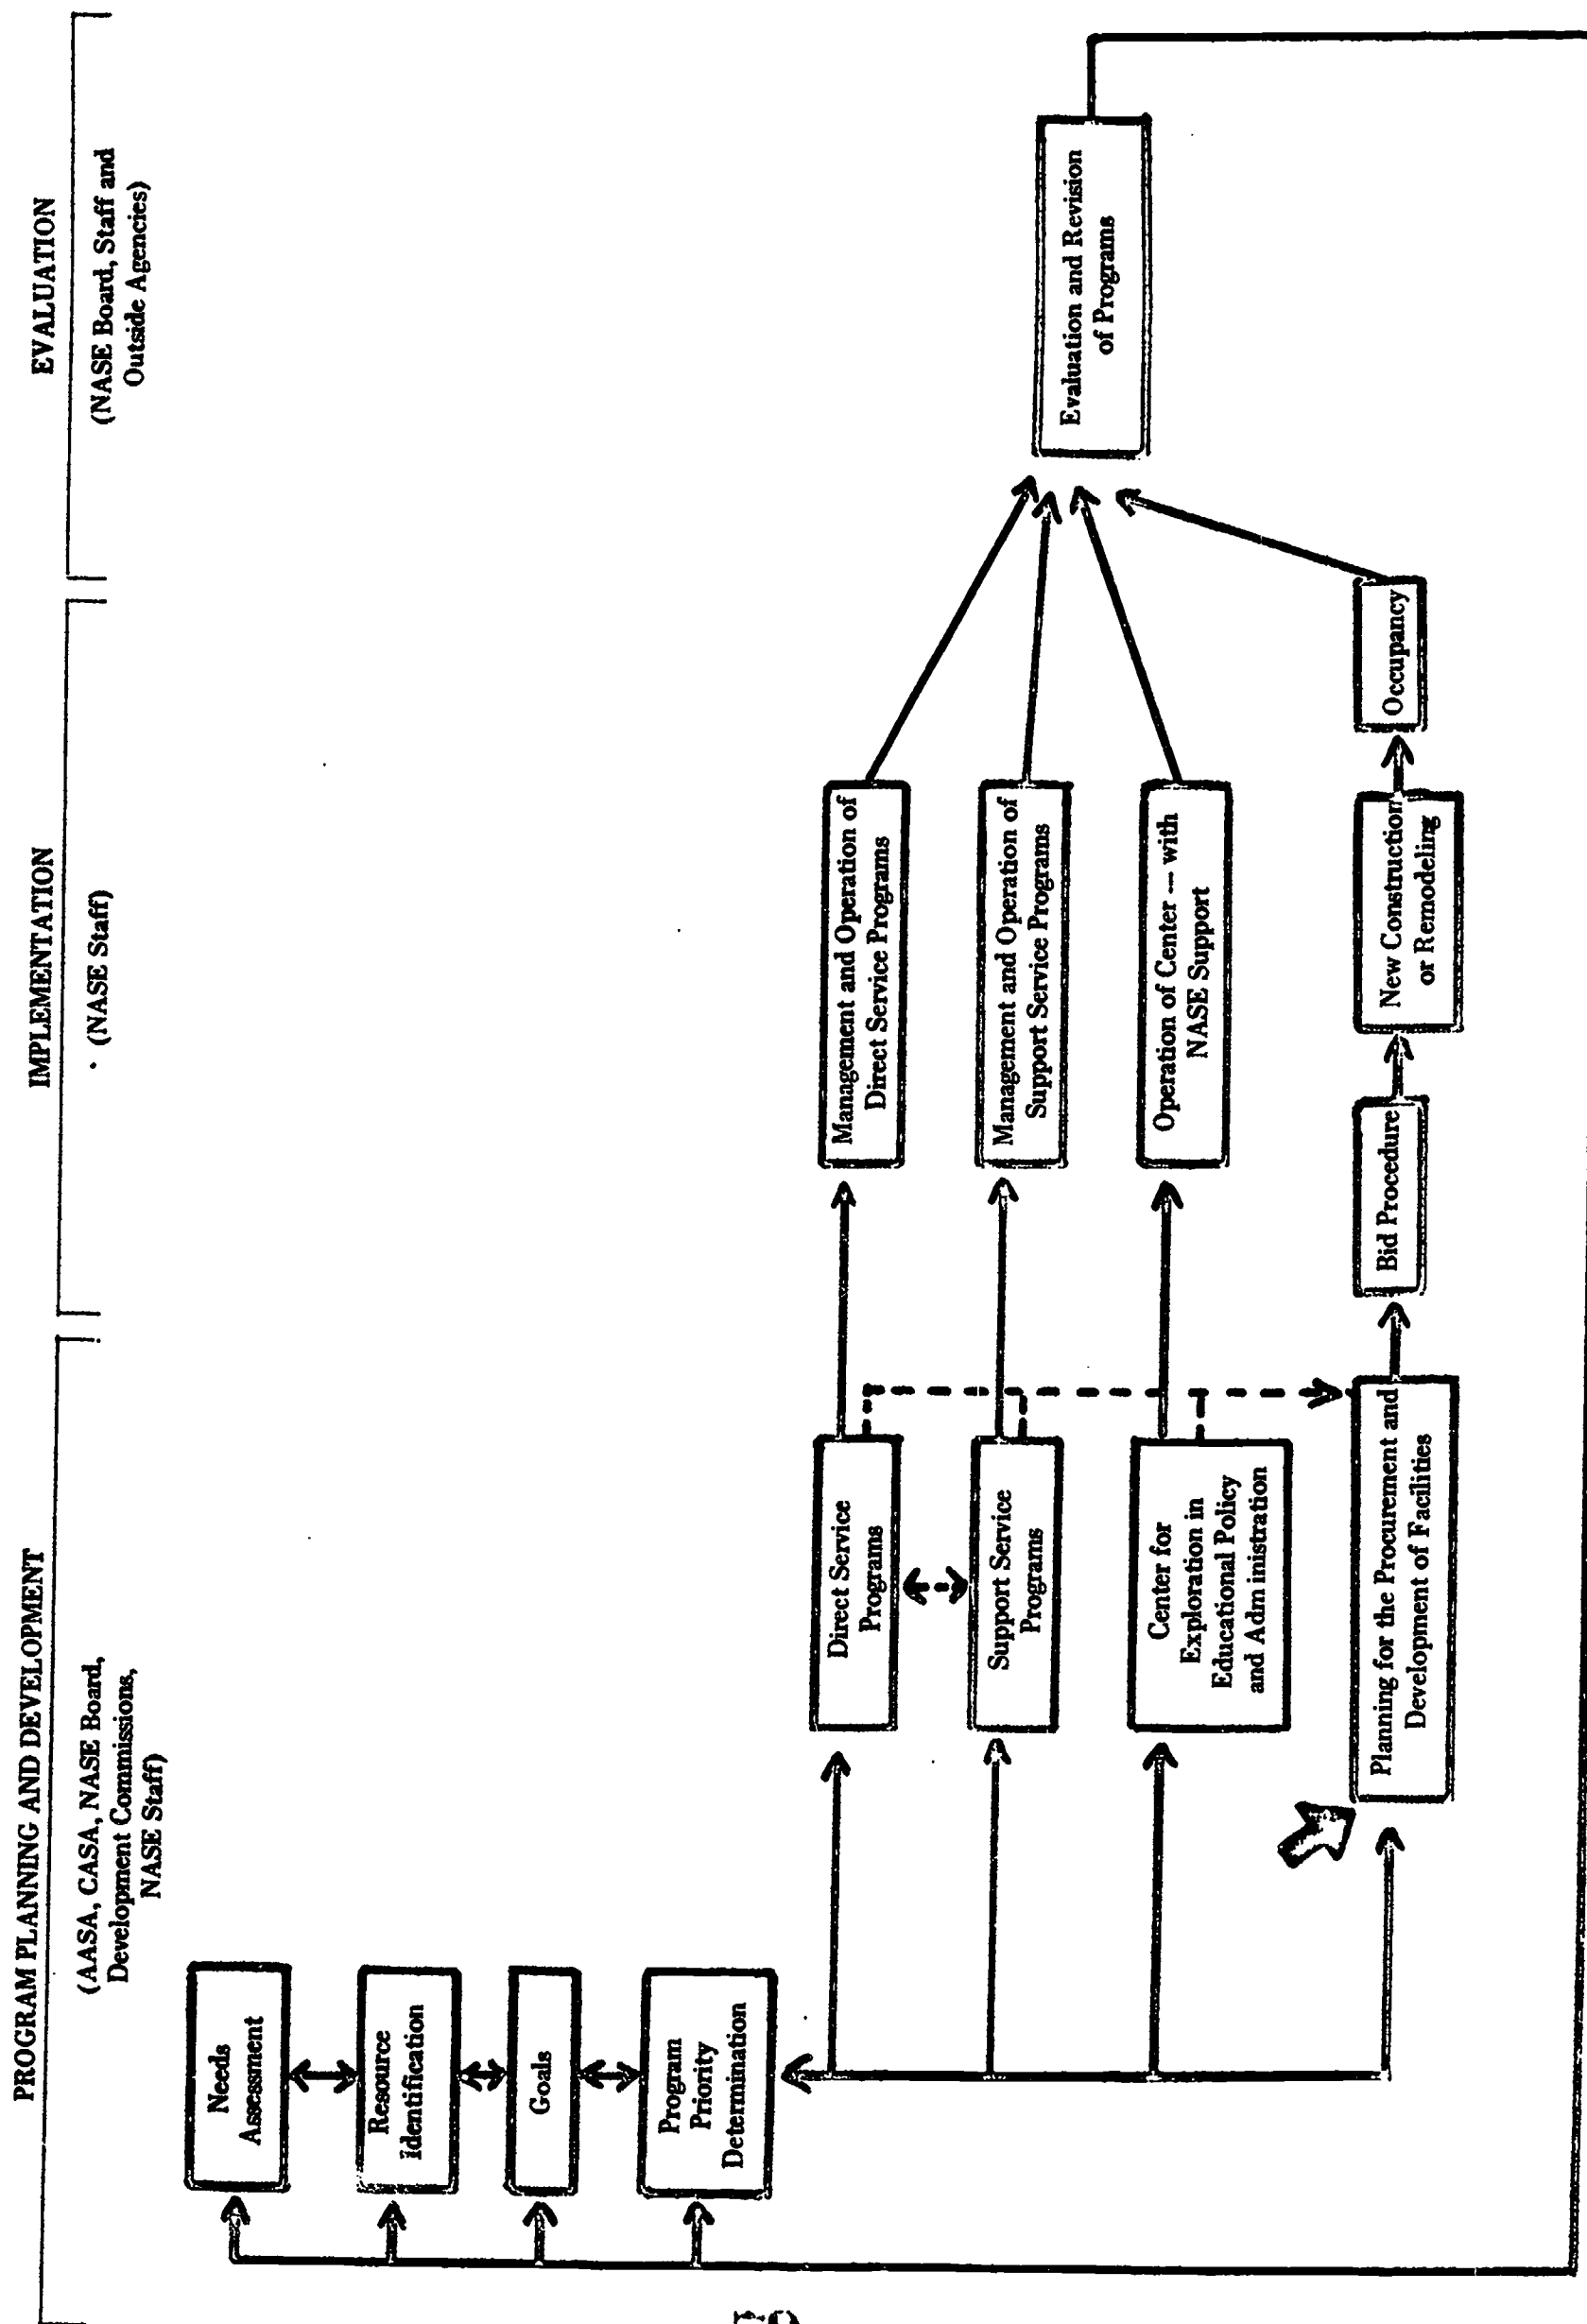 PROGRAM PLANNING AND DEVELOPMENT
(AASA, CASA, NASE Board,
Development Commissions,
NASE Staff)
IMPLEMENTATION
(NASE Staff)
EVALUATION
(NASE Board, Staff and
Outside Agencies)
Needs
Assessment
Resource
Identification
Goals
Program
Priority
Determination
Direct Service
Programs
Support Service
Programs
Center for
Exploration in
Educational Policy
and Administration
Planning for the Procurement and
Development of Facilities
Management and Operation of
Direct Service Programs
Management and Operation of
Support Service Programs
Operation of Center — with
NASE Support
Bid Procedure
New Construction
or Remodeling
Occupancy
Evaluation and Revision
of Programs